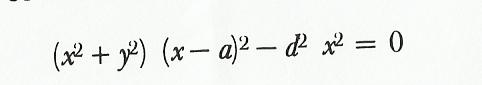 (x² + y²) (x − a)² − d² x² = 0